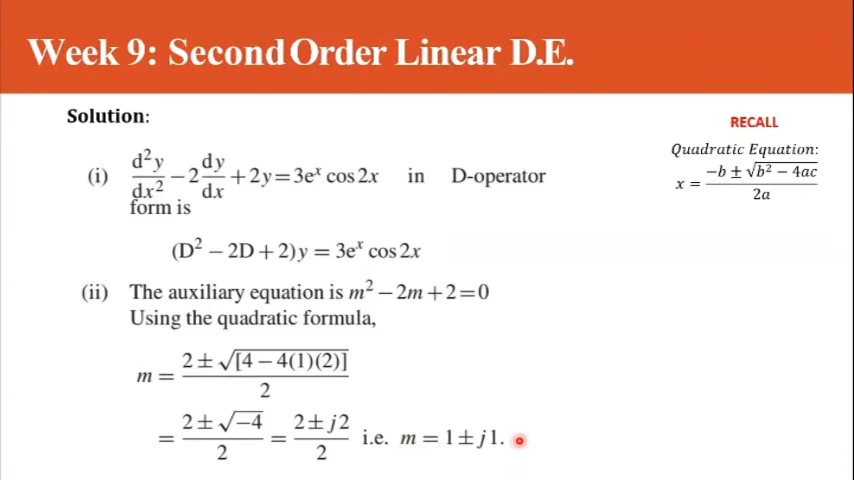 Week 9: Second Order Linear D.E.
Solution:
RECALL
Quadratic Equation:
x = (-b ± √(b² − 4ac)) / 2a
(i) d²y/dx² − 2 dy/dx + 2y = 3eˣ cos 2x in D-operator
form is
(D² − 2D + 2)y = 3eˣ cos 2x
(ii) The auxiliary equation is m² − 2m + 2 = 0
Using the quadratic formula,
m = (2 ± √[4 − 4(1)(2)]) / 2
= (2 ± √−4) / 2 = (2 ± j2) / 2 i.e. m = 1 ± j1.